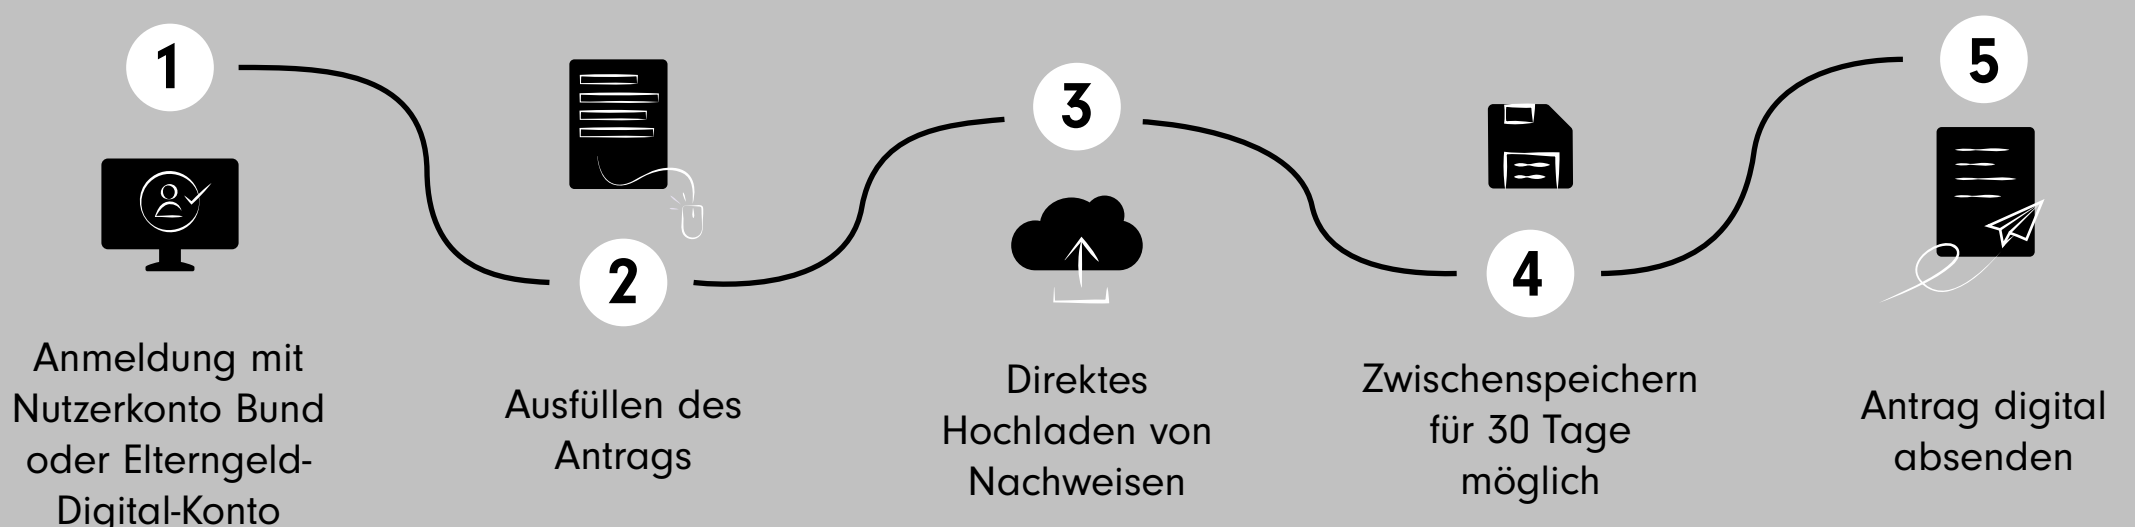 1
Anmeldung mit
Nutzerkonto Bund
oder Elterngeld-
Digital-Konto
2
Ausfüllen des
Antrags
3
Direktes
Hochladen von
Nachweisen
4
Zwischenspeichern
für 30 Tage
möglich
5
Antrag digital
absenden